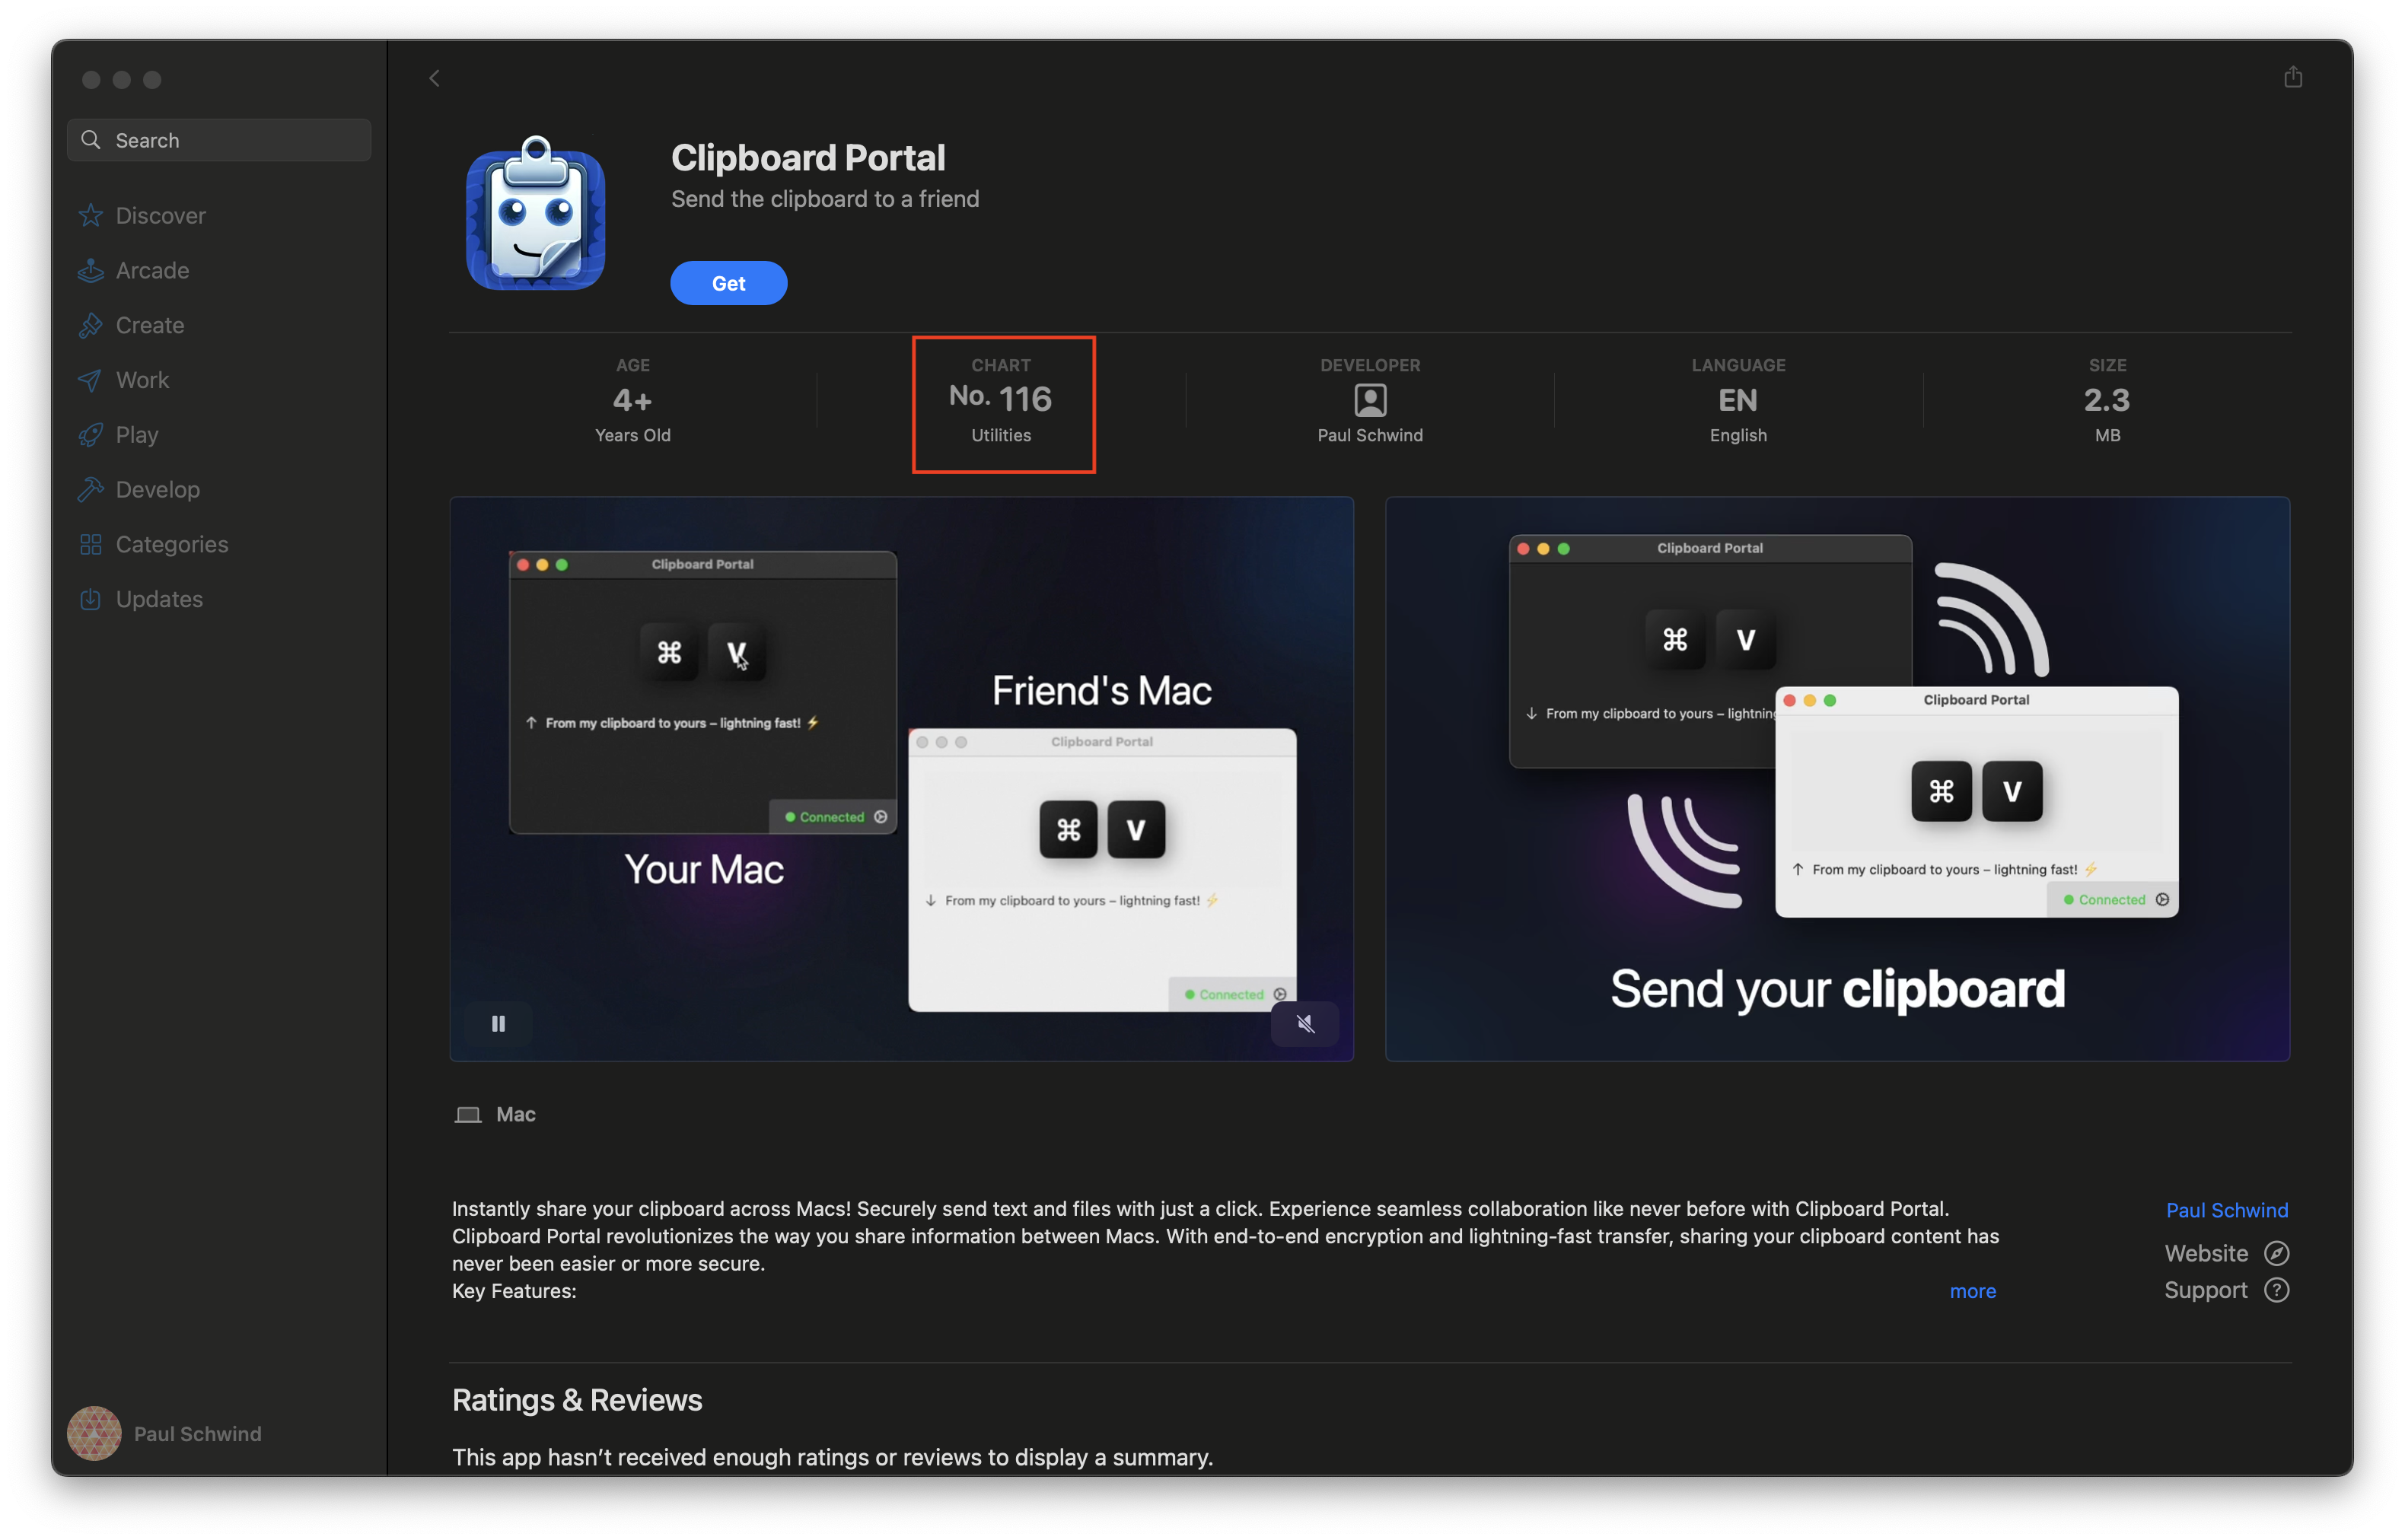 Search
Discover
Arcade
Create
Work
Play
Develop
Categories
Updates
Paul Schwind
Clipboard Portal
Send the clipboard to a friend
Get
AGE
4+
Years Old
CHART
No. 116
Utilities
DEVELOPER
Paul Schwind
LANGUAGE
EN
English
SIZE
2.3
MB
Clipboard Portal
⌘ V
↑ From my clipboard to yours – lightning fast! ⚡
Connected
Your Mac
Friend's Mac
Clipboard Portal
⌘ V
↓ From my clipboard to yours – lightning fast! ⚡
Connected
Clipboard Portal
⌘ V
↓ From my clipboard to yours – lightning
Clipboard Portal
⌘ V
↑ From my clipboard to yours – lightning fast! ⚡
Connected
Send your clipboard
Mac
Instantly share your clipboard across Macs! Securely send text and files with just a click. Experience seamless collaboration like never before with Clipboard Portal.
Clipboard Portal revolutionizes the way you share information between Macs. With end-to-end encryption and lightning-fast transfer, sharing your clipboard content has
never been easier or more secure.
Key Features:
more
Paul Schwind
Website
Support
Ratings & Reviews
This app hasn’t received enough ratings or reviews to display a summary.